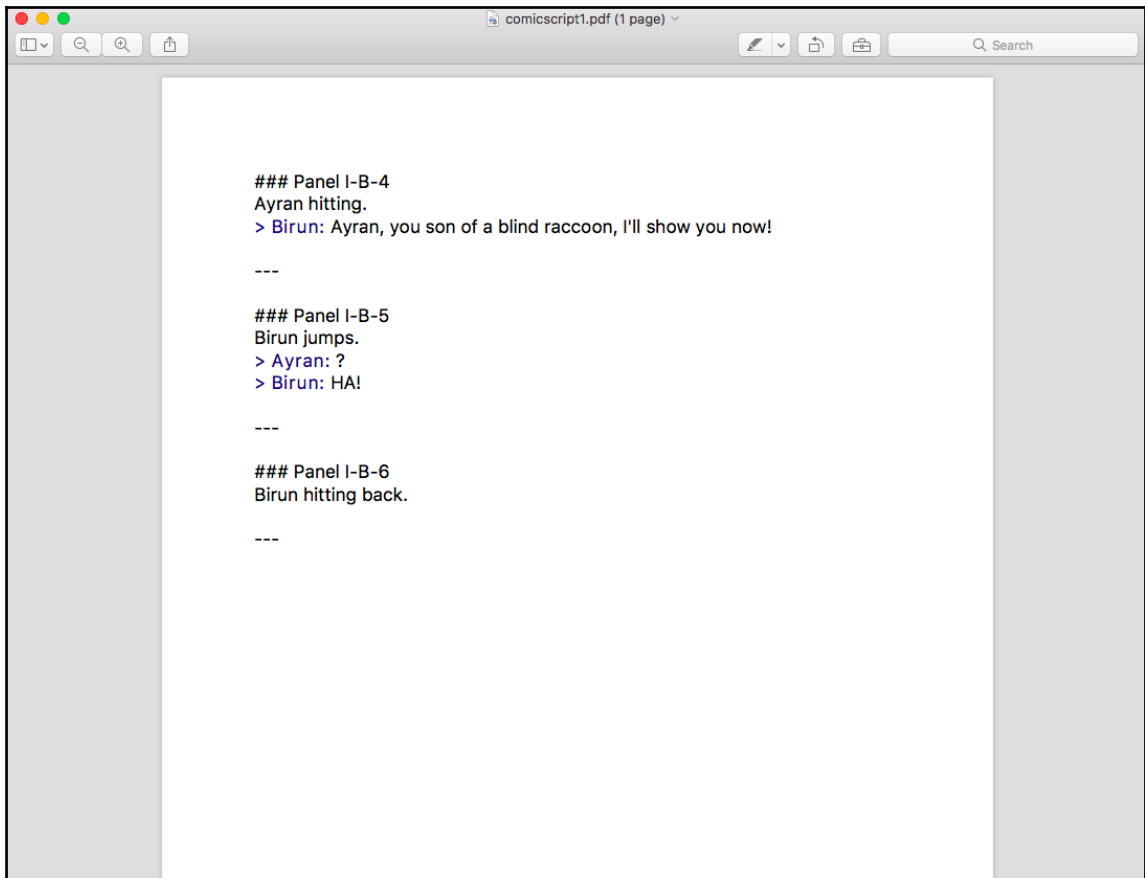 comicscript1.pdf (1 page)
Search
### Panel I-B-4
Ayran hitting.
> Birun: Ayran, you son of a blind raccoon, I'll show you now!
---
### Panel I-B-5
Birun jumps.
> Ayran: ?
> Birun: HA!
---
### Panel I-B-6
Birun hitting back.
---